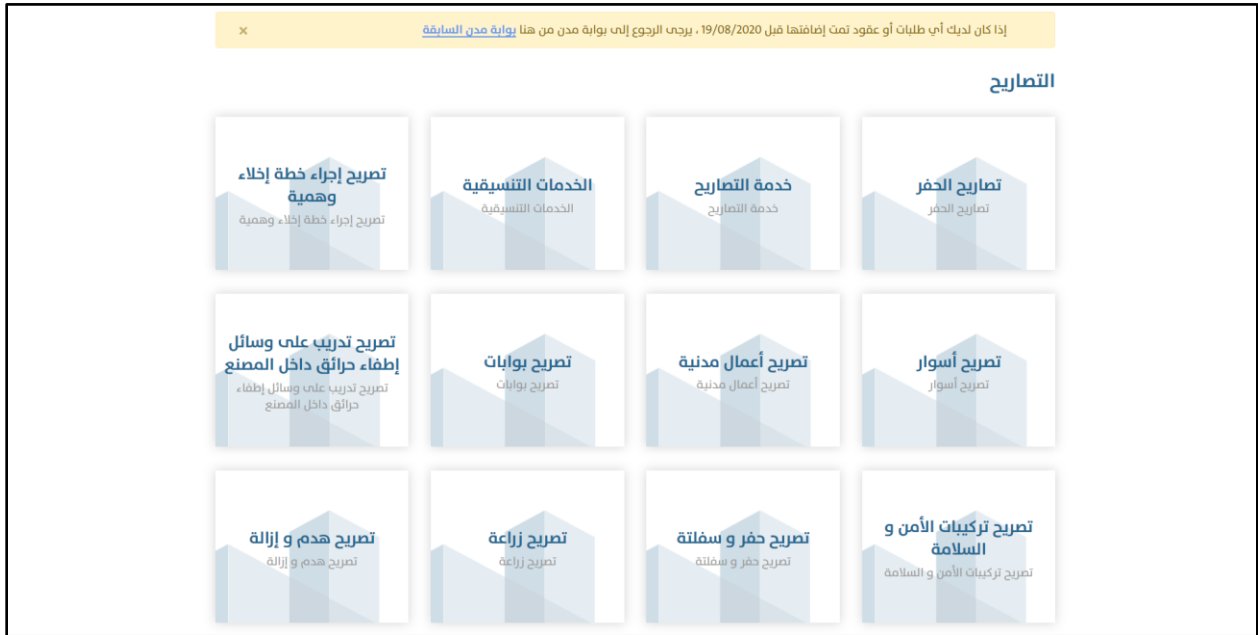 إذا كان لديك أي طلبات أو عقود تمت إضافتها قبل 19/08/2020 ، يرجى الرجوع إلى بوابة مدن من هنا بوابة مدن السابقة
×
التصاريح
تصاريح الحفر
تصاريح الحفر
خدمة التصاريح
خدمة التصاريح
الخدمات التنسيقية
الخدمات التنسيقية
تصريح إجراء خطة إخلاء
وهمية
تصريح إجراء خطة إخلاء وهمية
تصريح أسوار
تصريح أسوار
تصريح أعمال مدنية
تصريح أعمال مدنية
تصريح بوابات
تصريح بوابات
تصريح تدريب على وسائل
إطفاء حرائق داخل المصنع
تصريح تدريب على وسائل إطفاء
حرائق داخل المصنع
تصريح تركيبات الأمن و
السلامة
تصريح تركيبات الأمن و السلامة
تصريح حفر و سفلتة
تصريح حفر و سفلتة
تصريح زراعة
تصريح زراعة
تصريح هدم و إزالة
تصريح هدم و إزالة